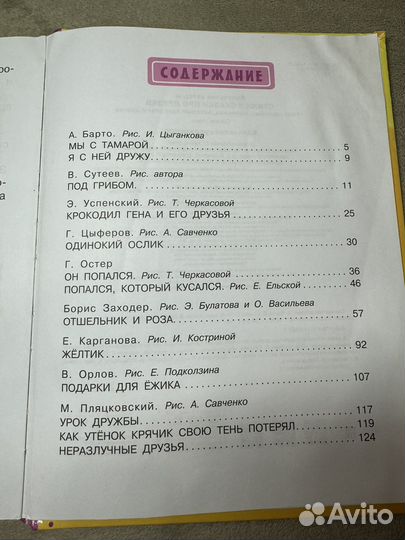 ро-
о-
ва
СОДЕРЖАНИЕ
А. Барто. Рис. И. Цыганкова
МЫ С ТАМАРОЙ 5
Я С НЕЙ ДРУЖУ 9
В. Сутеев. Рис. автора
ПОД ГРИБОМ 11
Э. Успенский. Рис. Т. Черкасовой
КРОКОДИЛ ГЕНА И ЕГО ДРУЗЬЯ 25
Г. Цыферов. Рис. А. Савченко
ОДИНОКИЙ ОСЛИК 30
Г. Остер
ОН ПОПАЛСЯ. Рис. Т. Черкасовой 36
ПОПАЛСЯ, КОТОРЫЙ КУСАЛСЯ. Рис. Е. Ельской 46
Борис Заходер. Рис. Э. Булатова и О. Васильева
ОТШЕЛЬНИК И РОЗА 57
Е. Карганова. Рис. И. Костриной
ЖЁЛТИК 92
В. Орлов. Рис. Е. Подколзина
ПОДАРКИ ДЛЯ ЁЖИКА 107
М. Пляцковский. Рис. А. Савченко
УРОК ДРУЖБЫ 117
КАК УТЁНОК КРЯЧИК СВОЮ ТЕНЬ ПОТЕРЯЛ 119
НЕРАЗЛУЧНЫЕ ДРУЗЬЯ 124
Avito